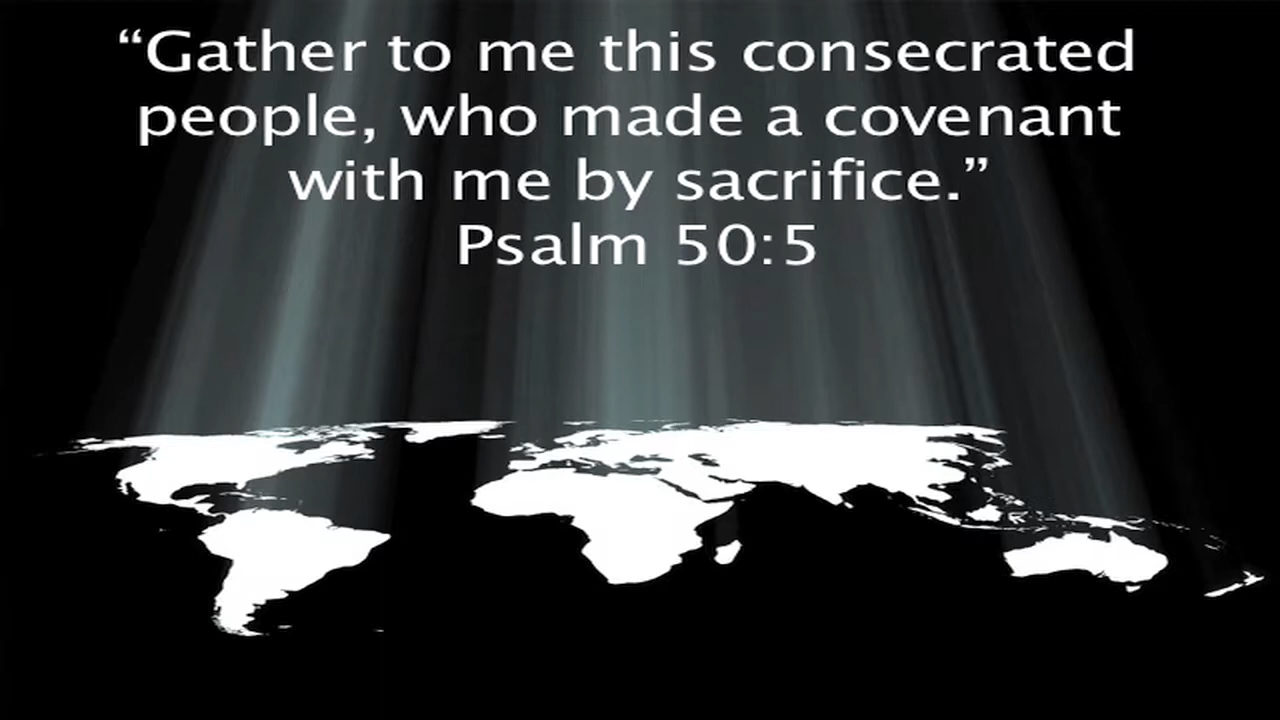 “Gather to me this consecrated
people, who made a covenant
with me by sacrifice.”
Psalm 50:5